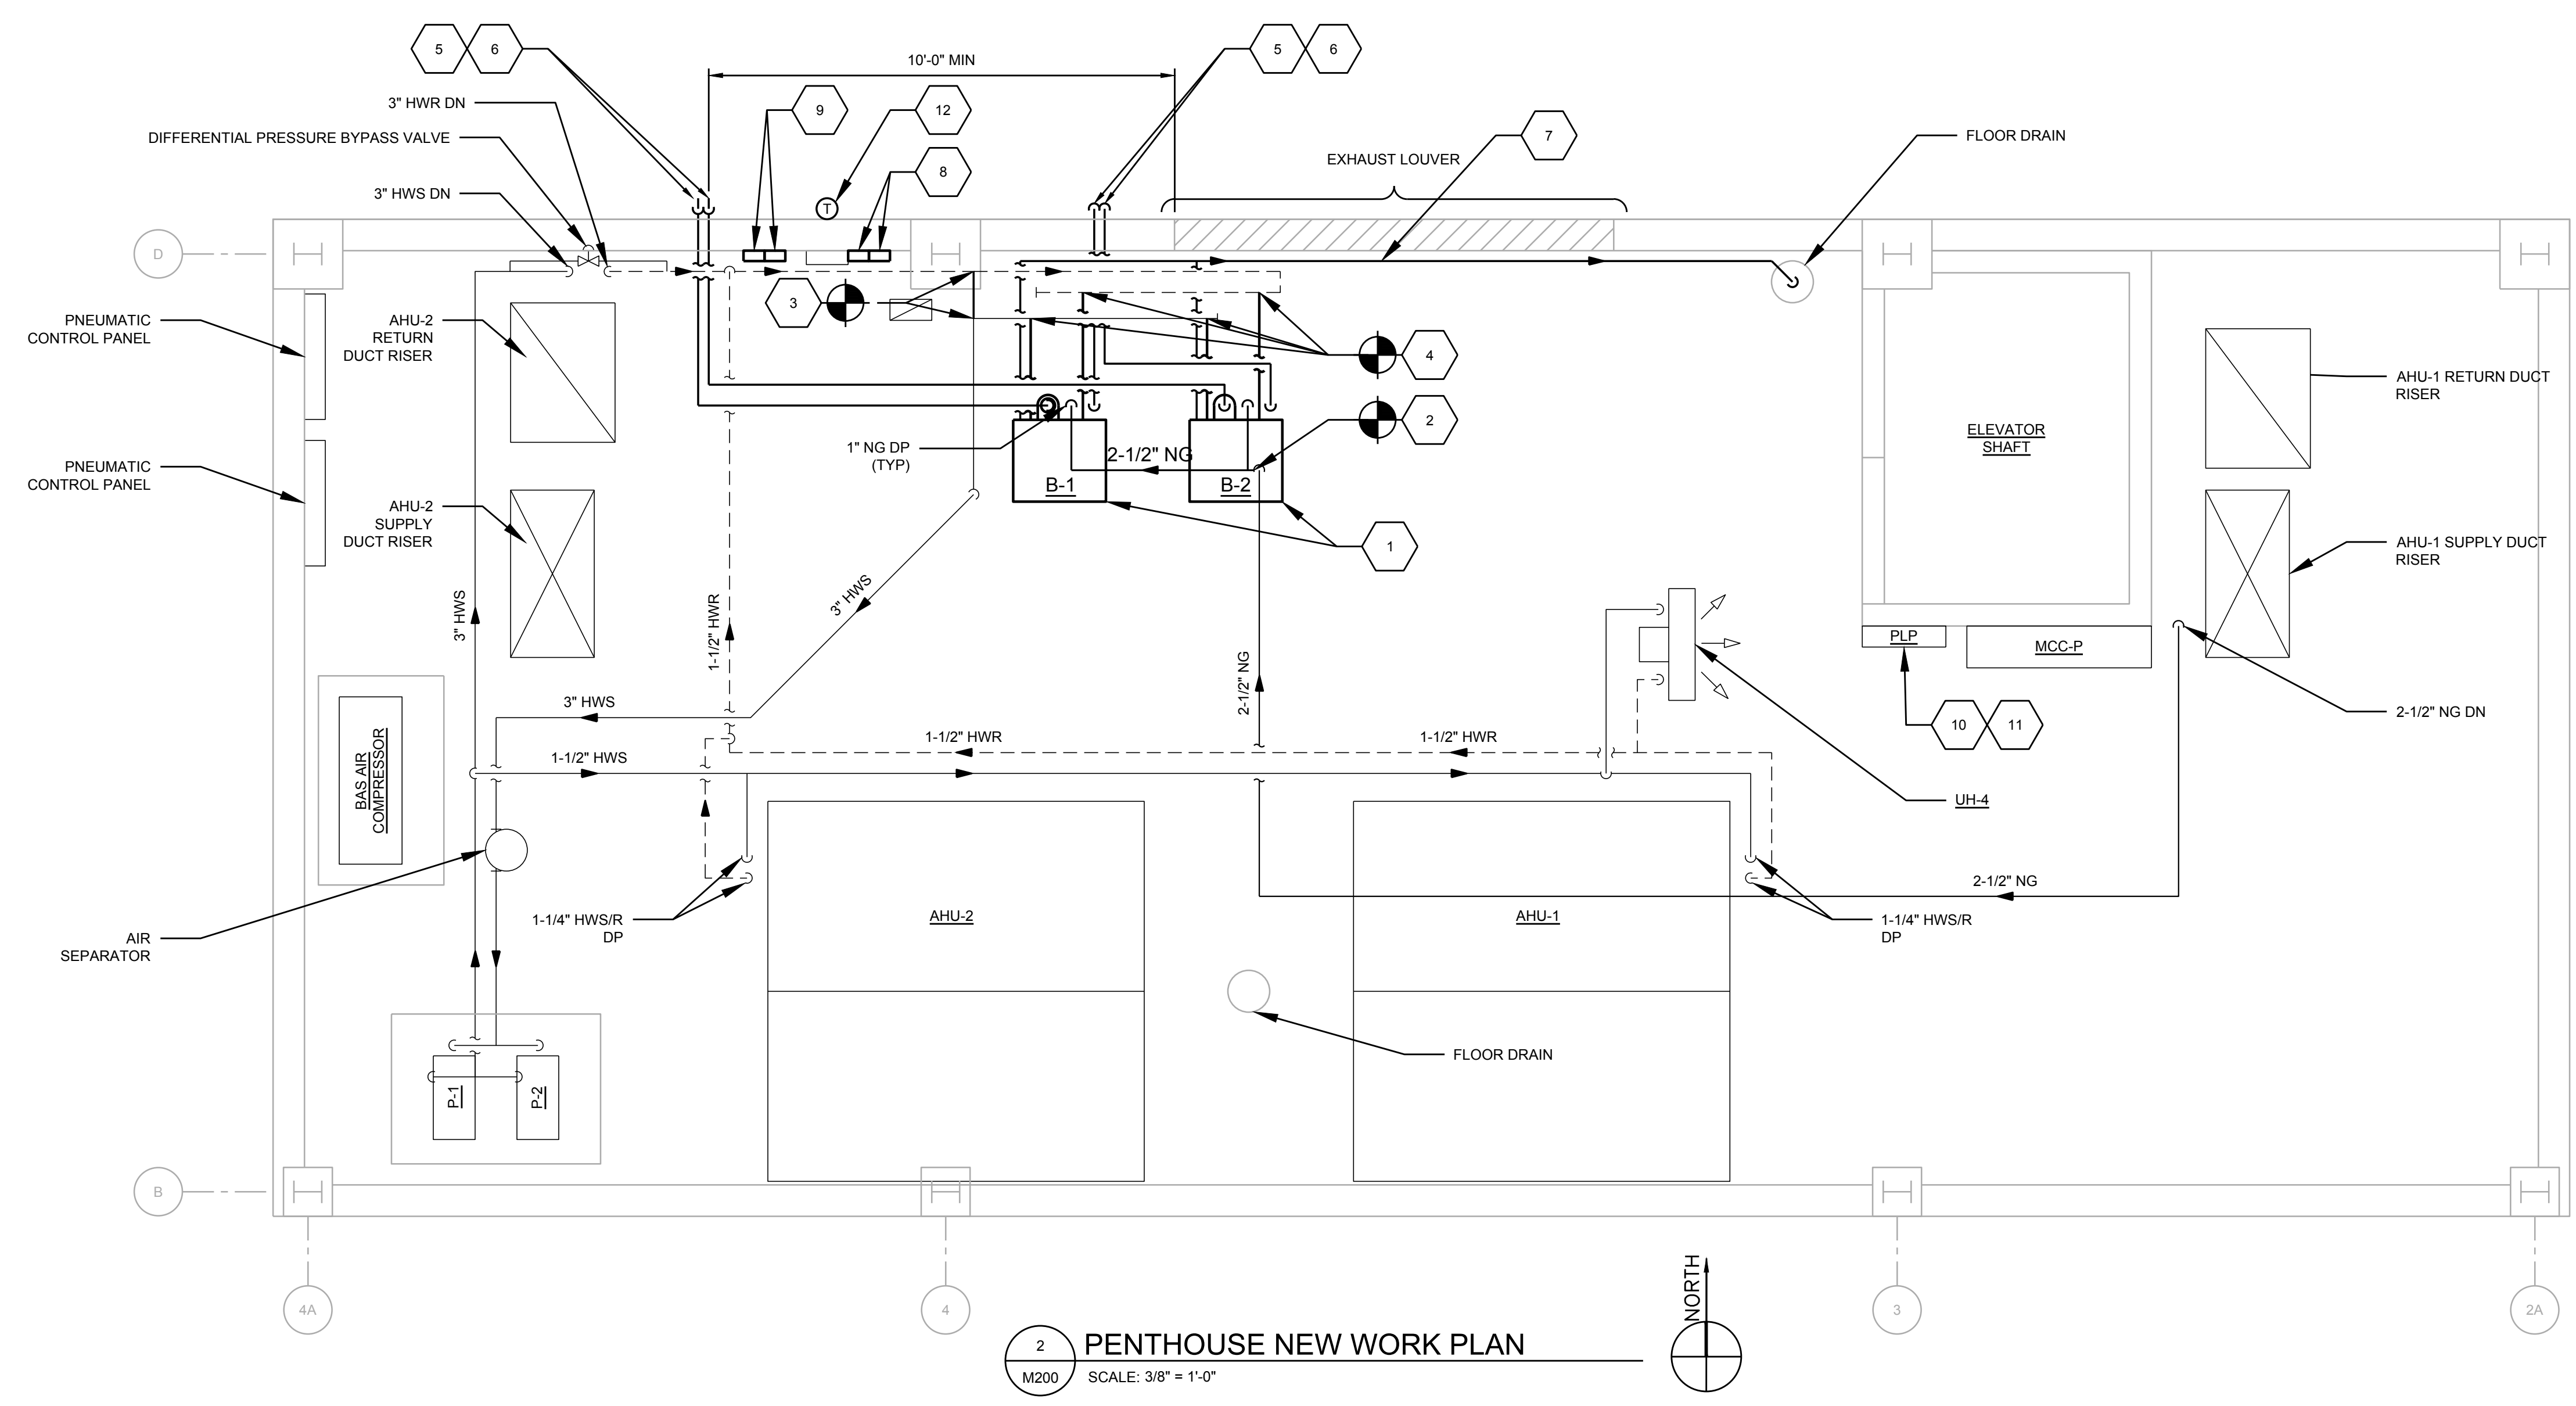 5
6
10'-0" MIN
5
6
3" HWR DN
9
12
7
DIFFERENTIAL PRESSURE BYPASS VALVE
EXHAUST LOUVER
FLOOR DRAIN
3" HWS DN
8
T
D
3
PNEUMATIC
CONTROL PANEL
AHU-2
RETURN
DUCT RISER
4
AHU-1 RETURN DUCT
RISER
2
ELEVATOR
SHAFT
1" NG DP
(TYP)
2-1/2" NG
PNEUMATIC
CONTROL PANEL
B-1
B-2
AHU-2
SUPPLY
DUCT RISER
1
AHU-1 SUPPLY DUCT
RISER
3" HWS
3" HWS
1-1/2" HWR
2-1/2" NG
PLP
MCC-P
3" HWS
10
11
2-1/2" NG DN
1-1/2" HWR
1-1/2" HWR
1-1/2" HWS
BAS AIR
COMPRESSOR
UH-4
2-1/2" NG
1-1/4" HWS/R
DP
AHU-2
AHU-1
1-1/4" HWS/R
DP
AIR
SEPARATOR
FLOOR DRAIN
P-1
P-2
B
4A
4
3
2A
NORTH
2
PENTHOUSE NEW WORK PLAN
M200
SCALE: 3/8" = 1'-0"